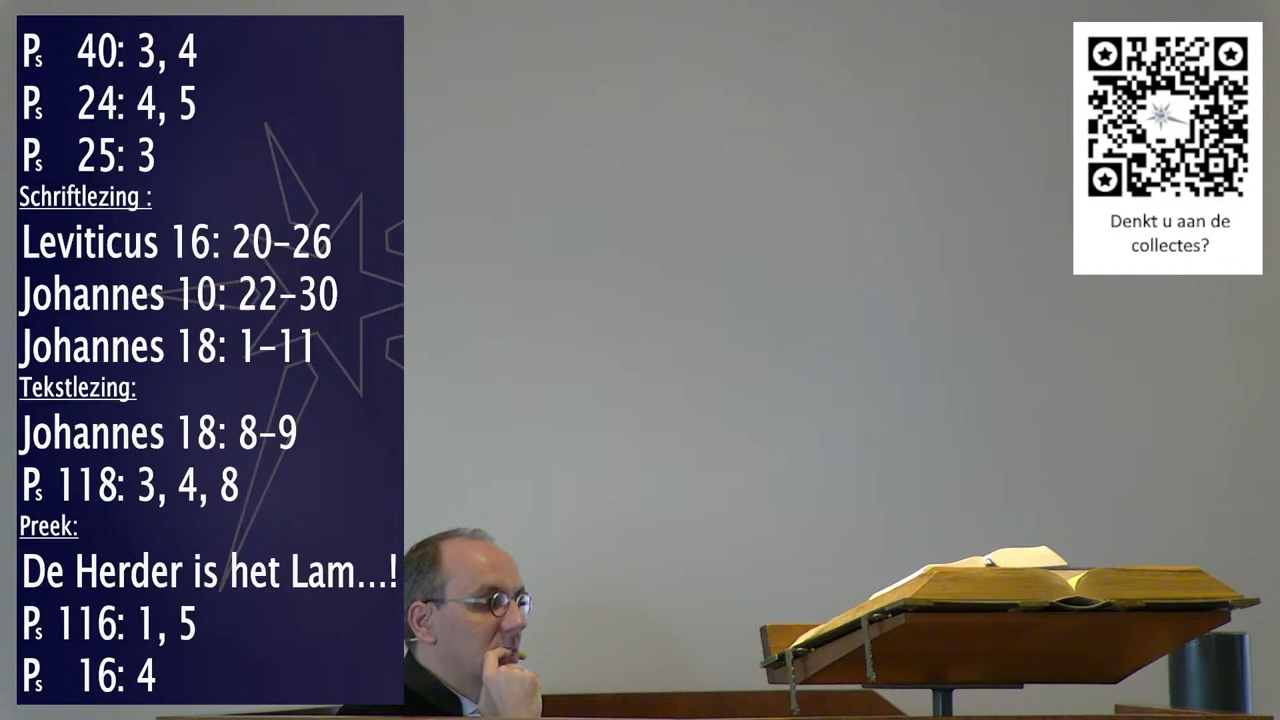 Ps 40: 3, 4
Ps 24: 4, 5
Ps 25: 3
Schriftlezing :
Leviticus 16: 20-26
Johannes 10: 22-30
Johannes 18: 1-11
Tekstlezing:
Johannes 18: 8-9
Ps 118: 3, 4, 8
Preek:
De Herder is het Lam...!
Ps 116: 1, 5
Ps 16: 4
Denkt u aan de
collectes?